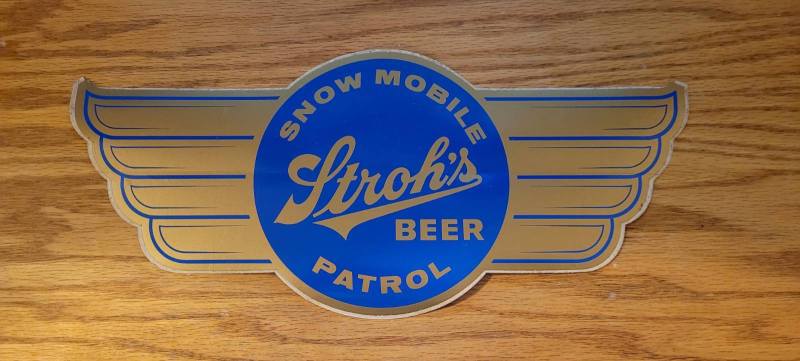 SNOW MOBILE
Stroh's
BEER
PATROL